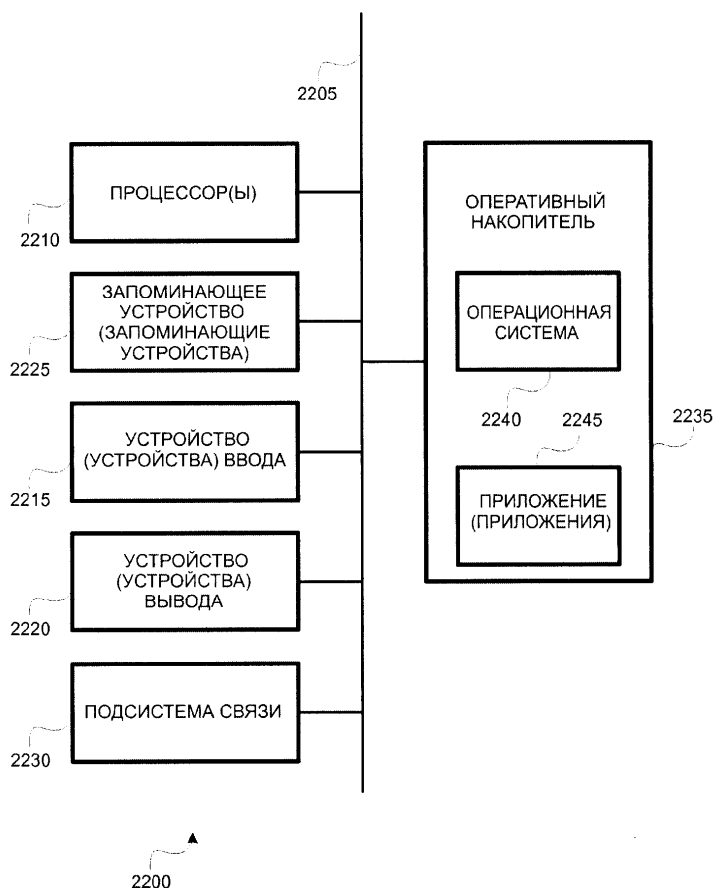 2205
ПРОЦЕССОР(Ы)
2210
ЗАПОМИНАЮЩЕЕ
УСТРОЙСТВО
(ЗАПОМИНАЮЩИЕ
УСТРОЙСТВА)
2225
УСТРОЙСТВО
(УСТРОЙСТВА) ВВОДА
2215
УСТРОЙСТВО
(УСТРОЙСТВА)
ВЫВОДА
2220
ПОДСИСТЕМА СВЯЗИ
2230
ОПЕРАТИВНЫЙ
НАКОПИТЕЛЬ
ОПЕРАЦИОННАЯ
СИСТЕМА
2240
2245
2235
ПРИЛОЖЕНИЕ
(ПРИЛОЖЕНИЯ)
2200